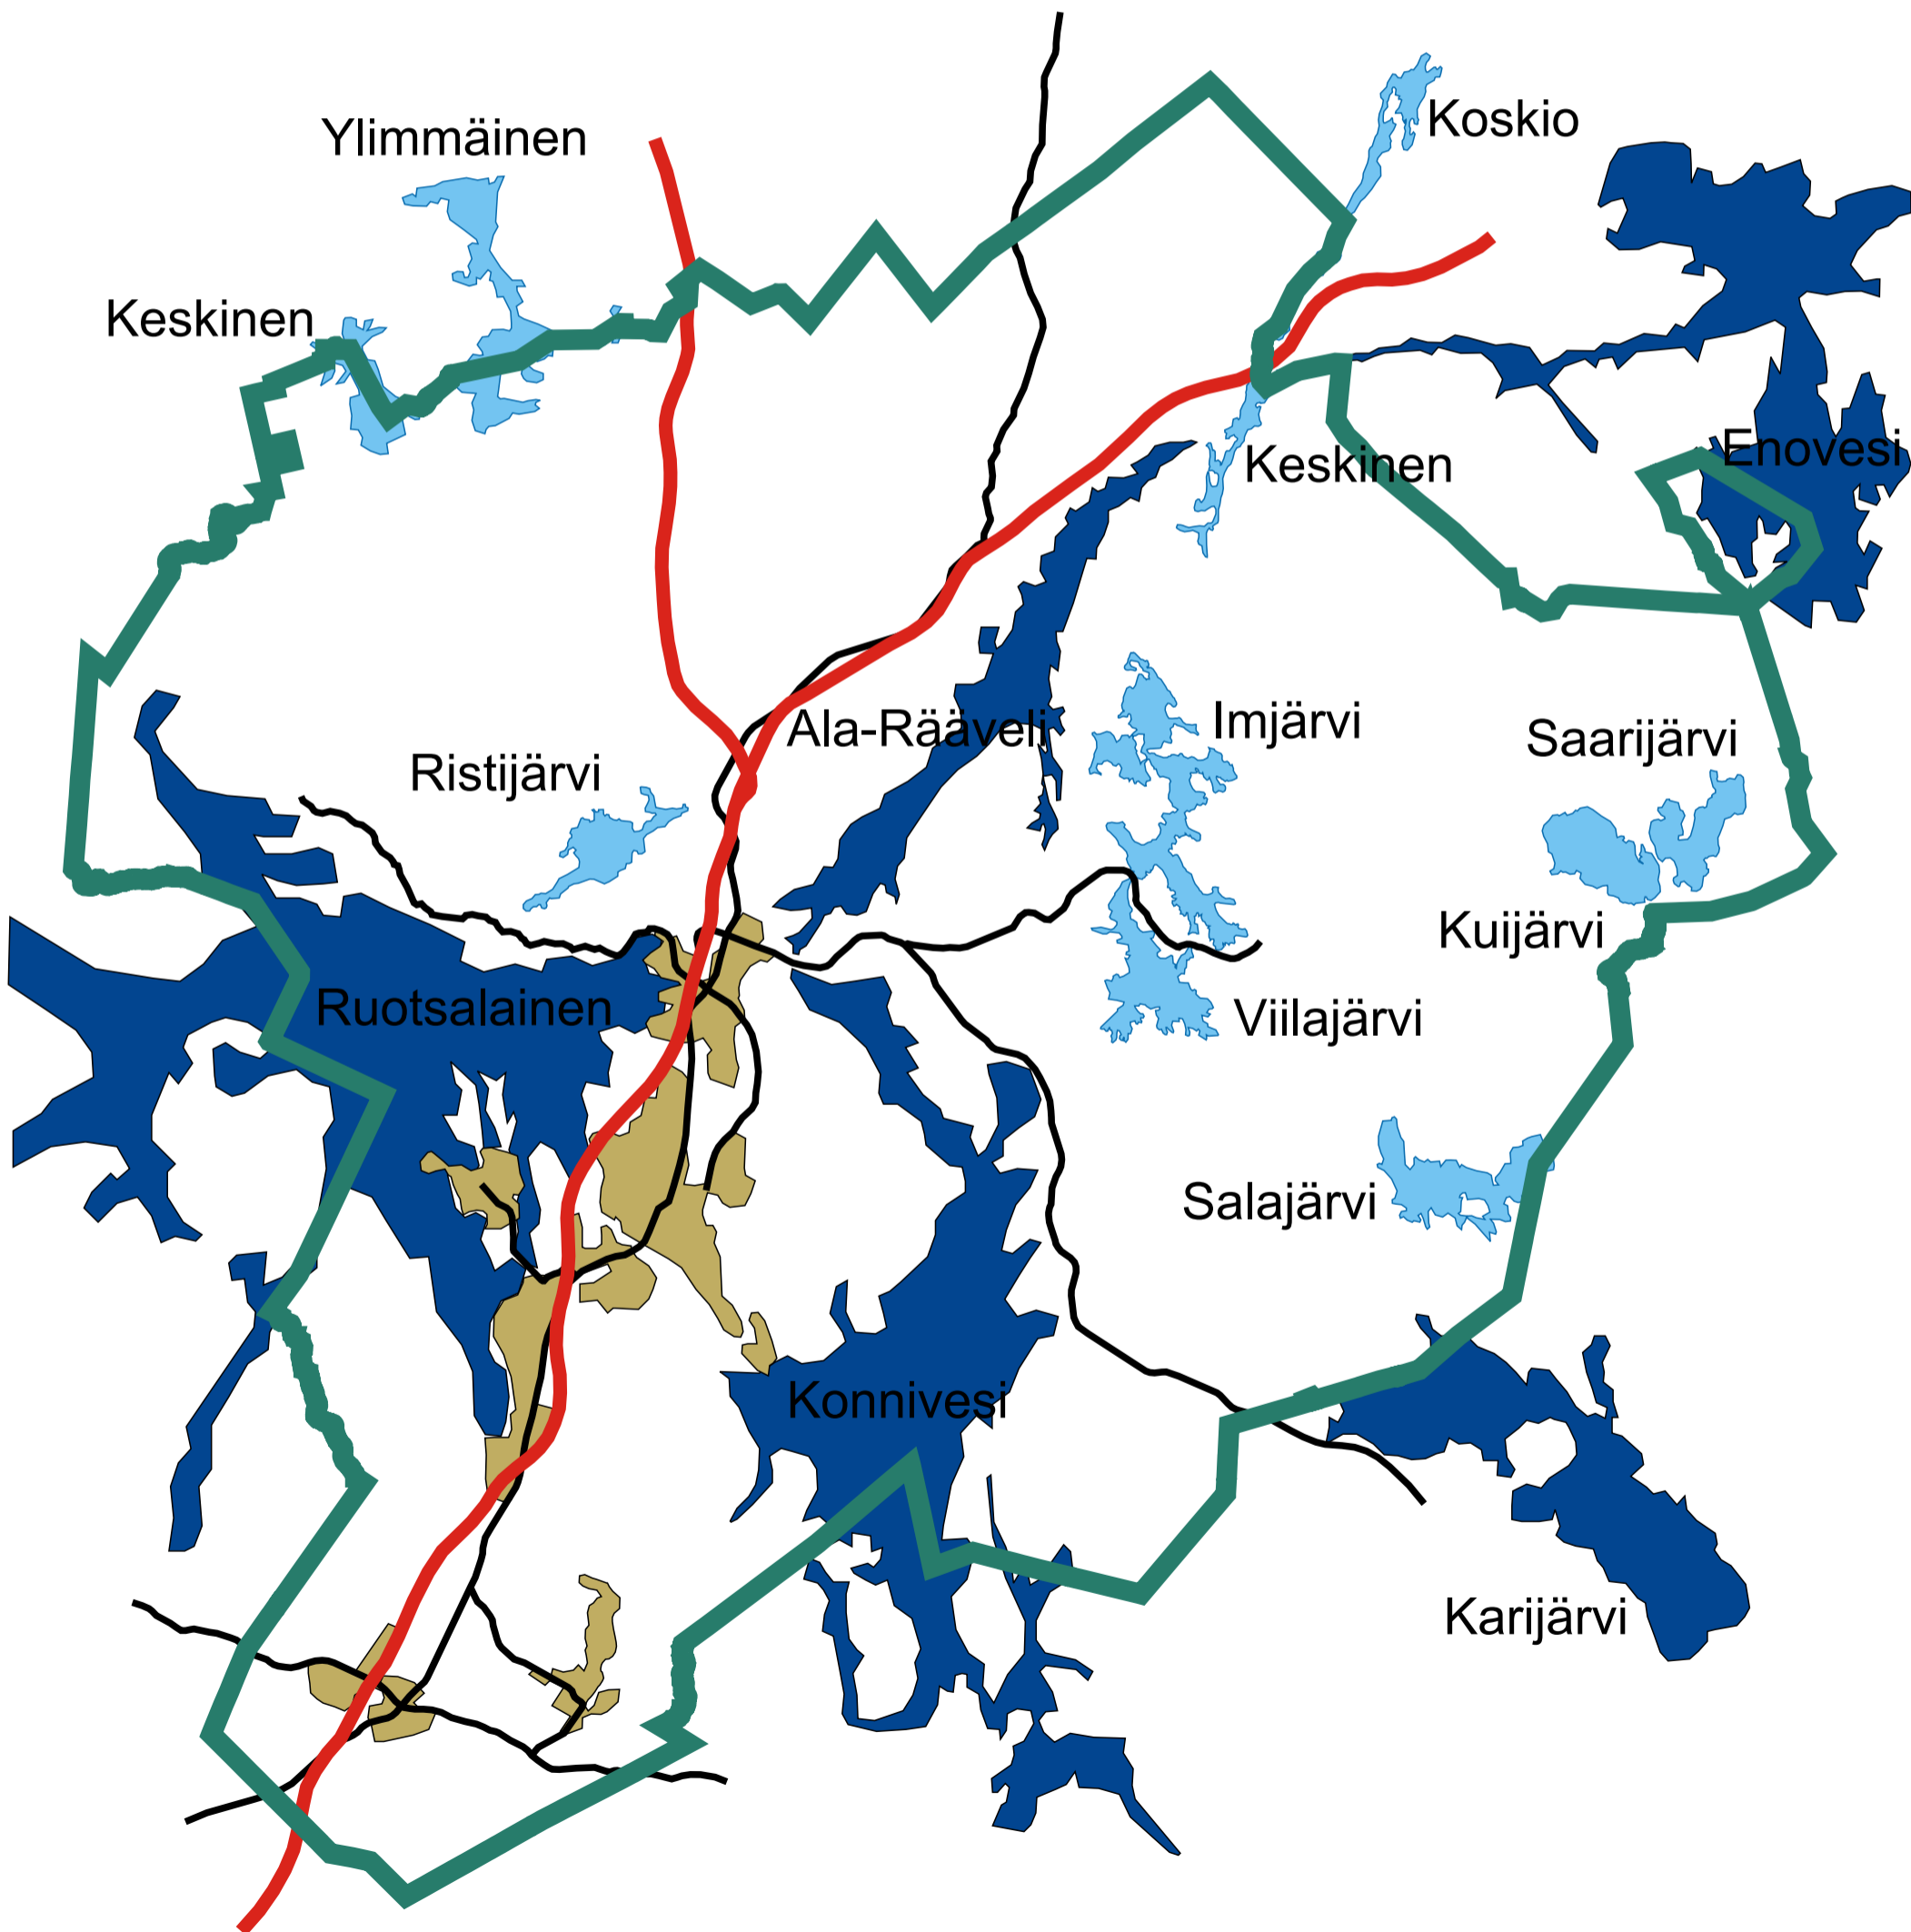 Koskio
Ylimmäinen
Keskinen
Enovesi
Keskinen
Imjärvi
Ala-Rääveli
Saarijärvi
Ristijärvi
Kuijärvi
Ruotsalainen
Viilajärvi
Salajärvi
Konnivesi
Karijärvi